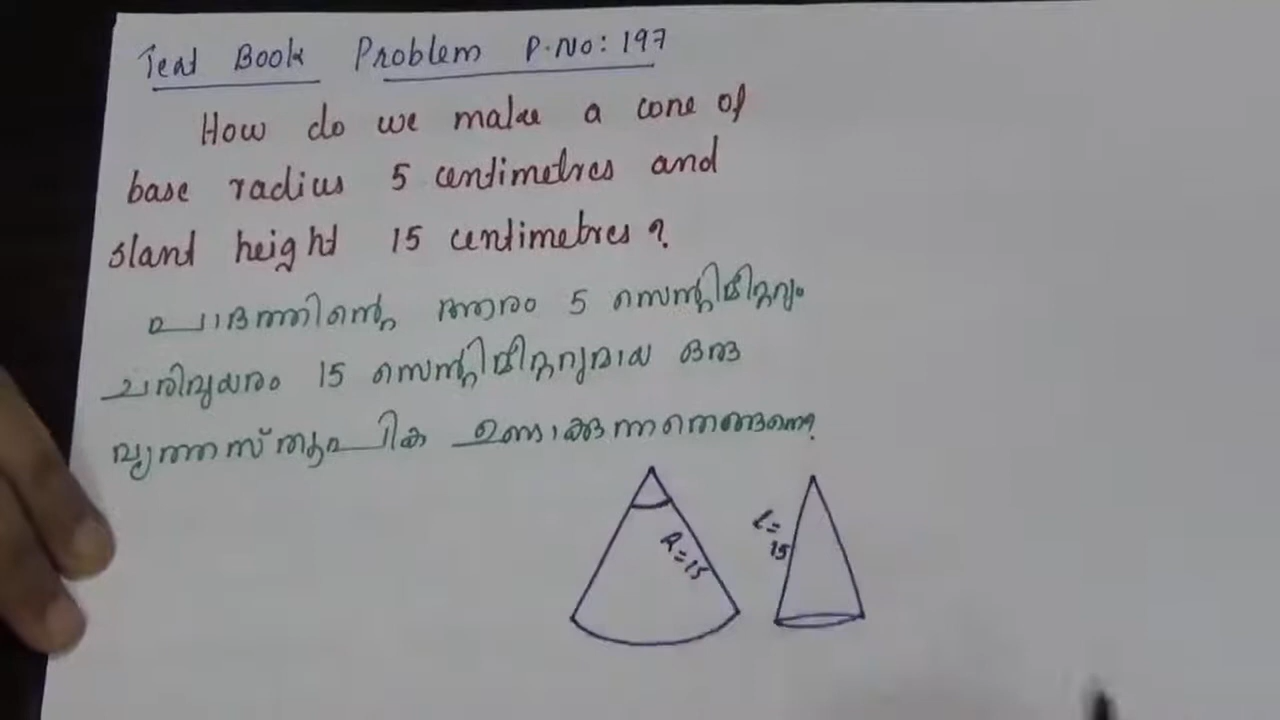 Text Book Problem P.No: 197
How do we make a cone of
base radius 5 centimetres and
slant height 15 centimetres?
പാദത്തിന്റെ ആരം 5 സെന്റിമീറ്ററും
ചരിവുയരം 15 സെന്റിമീറ്ററുമായ ഒരു
വൃത്തസ്തൂപിക ഉണ്ടാക്കുന്നതെങ്ങനെ?
R=15
l=
15